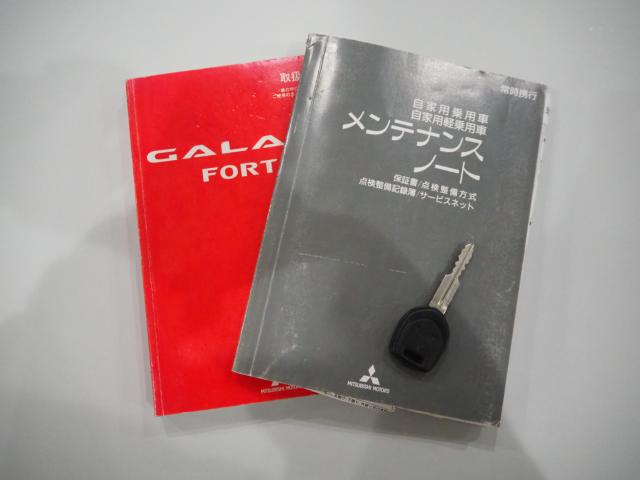 取扱
GALA
FORT
常時携行
自家用乗用車
自家用軽乗用車
メンテナンス
ノート
保証書/点検整備方式
点検整備記録簿/サービスネット
MITSUBISHI MOTORS